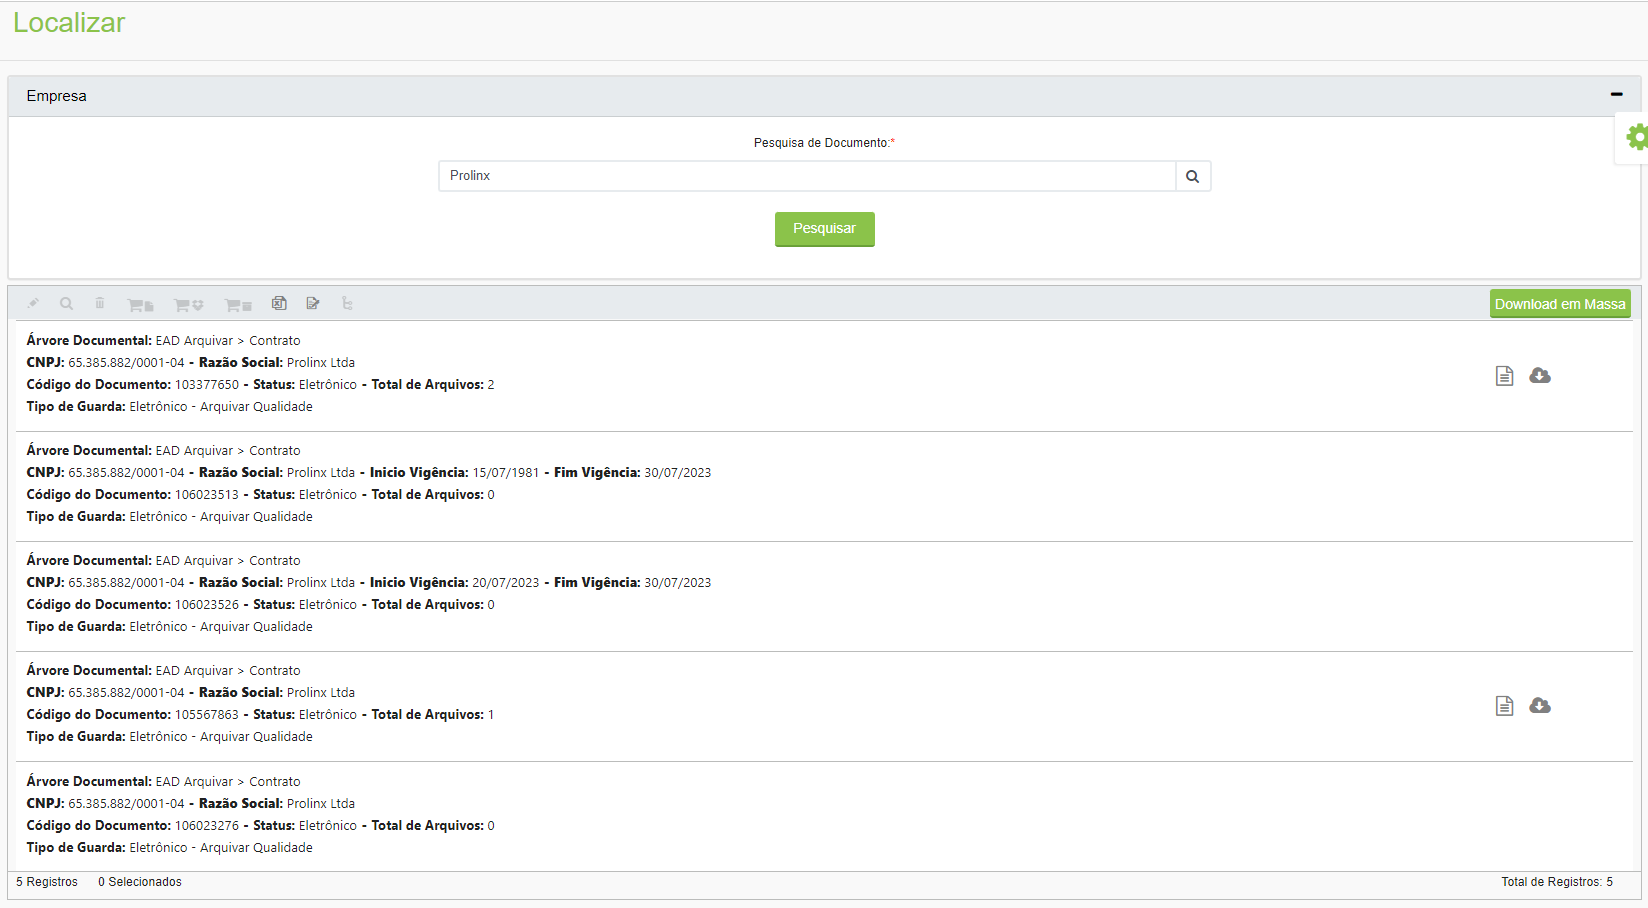 Localizar
Empresa
Pesquisa de Documento:*
Prolinx
Pesquisar
Download em Massa
Árvore Documental: EAD Arquivar > Contrato
CNPJ: 65.385.882/0001-04 - Razão Social: Prolinx Ltda
Código do Documento: 103377650 - Status: Eletrônico - Total de Arquivos: 2
Tipo de Guarda: Eletrônico - Arquivar Qualidade
Árvore Documental: EAD Arquivar > Contrato
CNPJ: 65.385.882/0001-04 - Razão Social: Prolinx Ltda - Inicio Vigência: 15/07/1981 - Fim Vigência: 30/07/2023
Código do Documento: 106023513 - Status: Eletrônico - Total de Arquivos: 0
Tipo de Guarda: Eletrônico - Arquivar Qualidade
Árvore Documental: EAD Arquivar > Contrato
CNPJ: 65.385.882/0001-04 - Razão Social: Prolinx Ltda - Inicio Vigência: 20/07/2023 - Fim Vigência: 30/07/2023
Código do Documento: 106023526 - Status: Eletrônico - Total de Arquivos: 0
Tipo de Guarda: Eletrônico - Arquivar Qualidade
Árvore Documental: EAD Arquivar > Contrato
CNPJ: 65.385.882/0001-04 - Razão Social: Prolinx Ltda
Código do Documento: 105567863 - Status: Eletrônico - Total de Arquivos: 1
Tipo de Guarda: Eletrônico - Arquivar Qualidade
Árvore Documental: EAD Arquivar > Contrato
CNPJ: 65.385.882/0001-04 - Razão Social: Prolinx Ltda
Código do Documento: 106023276 - Status: Eletrônico - Total de Arquivos: 0
Tipo de Guarda: Eletrônico - Arquivar Qualidade
5 Registros 0 Selecionados Total de Registros: 5